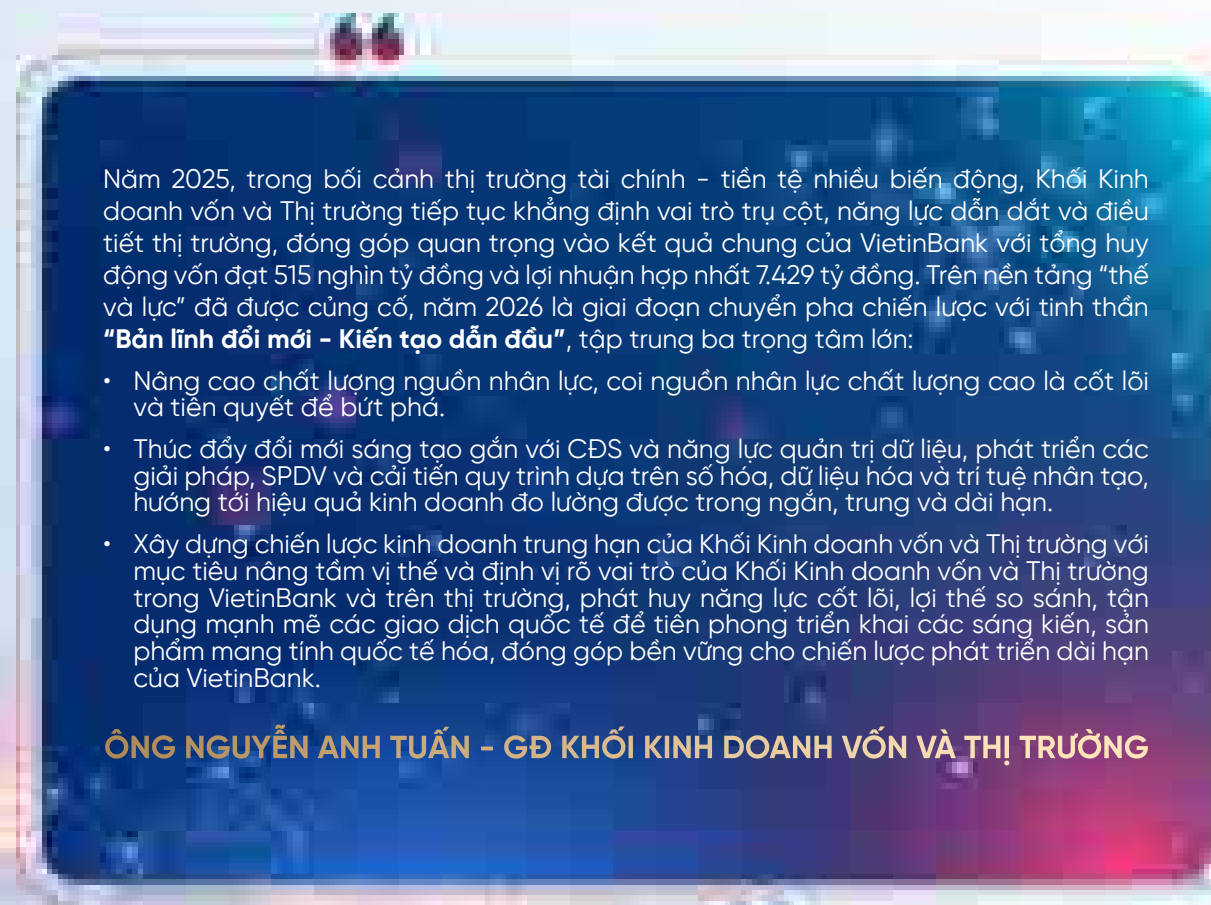 Năm 2025, trong bối cảnh thị trường tài chính - tiền tệ nhiều biến động, Khối Kinh
doanh vốn và Thị trường tiếp tục khẳng định vai trò trụ cột, năng lực dẫn dắt và điều
tiết thị trường, đóng góp quan trọng vào kết quả chung của VietinBank với tổng huy
động vốn đạt 515 nghìn tỷ đồng và lợi nhuận hợp nhất 7.429 tỷ đồng. Trên nền tảng “thế
và lực” đã được củng cố, năm 2026 là giai đoạn chuyển pha chiến lược với tinh thần
“Bản lĩnh đổi mới - Kiến tạo dẫn đầu”, tập trung ba trọng tâm lớn:
• Nâng cao chất lượng nguồn nhân lực, coi nguồn nhân lực chất lượng cao là cốt lõi
và tiên quyết để bứt phá.
• Thúc đẩy đổi mới sáng tạo gắn với CĐS và năng lực quản trị dữ liệu, phát triển các
giải pháp, SPDV và cải tiến quy trình dựa trên số hóa, dữ liệu hóa và trí tuệ nhân tạo,
hướng tới hiệu quả kinh doanh đo lường được trong ngắn, trung và dài hạn.
• Xây dựng chiến lược kinh doanh trung hạn của Khối Kinh doanh vốn và Thị trường với
mục tiêu nâng tầm vị thế và định vị rõ vai trò của Khối Kinh doanh vốn và Thị trường
trong VietinBank và trên thị trường, phát huy năng lực cốt lõi, lợi thế so sánh, tận
dụng mạnh mẽ các giao dịch quốc tế để tiên phong triển khai các sáng kiến, sản
phẩm mang tính quốc tế hóa, đóng góp bền vững cho chiến lược phát triển dài hạn
của VietinBank.
ÔNG NGUYỄN ANH TUẤN - GĐ KHỐI KINH DOANH VỐN VÀ THỊ TRƯỜNG